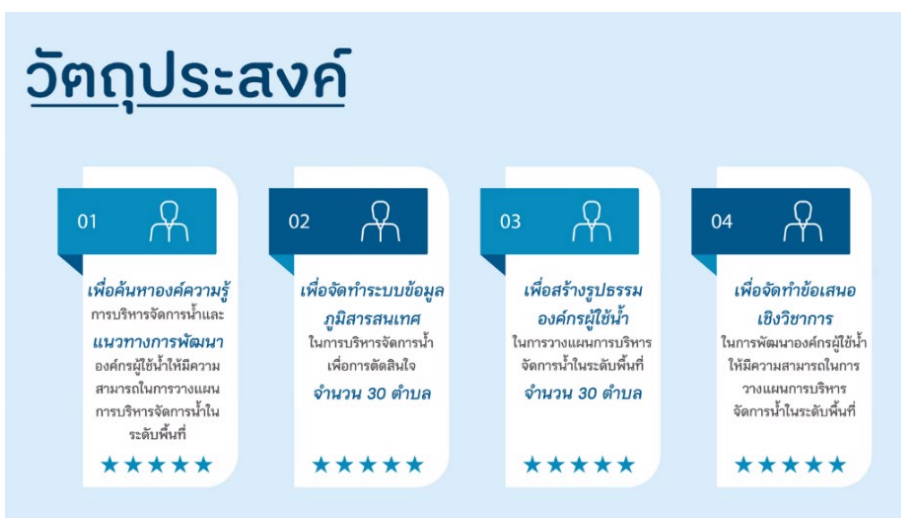 วัตถุประสงค์
01
เพื่อค้นหาองค์ความรู้
การบริหารจัดการน้ำและ
แนวทางการพัฒนา
องค์กรผู้ใช้น้ำให้มีความ
สามารถในการวางแผน
การบริหารจัดการน้ำใน
ระดับพื้นที่
02
เพื่อจัดทำระบบข้อมูล
ภูมิสารสนเทศ
ในการบริหารจัดการน้ำ
เพื่อการตัดสินใจ
จำนวน 30 ตำบล
03
เพื่อสร้างรูปธรรม
องค์กรผู้ใช้น้ำ
ในการวางแผนการบริหาร
จัดการน้ำในระดับพื้นที่
จำนวน 30 ตำบล
04
เพื่อจัดทำข้อเสนอ
เชิงวิชาการ
ในการพัฒนาองค์กรผู้ใช้น้ำ
ให้มีความสามารถในการ
วางแผนการบริหาร
จัดการน้ำในระดับพื้นที่